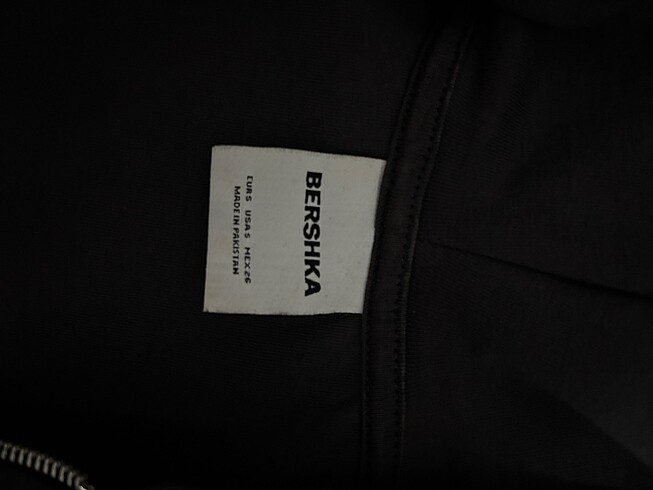 BERSHKA
EUR S USA S MEX 26
MADE IN PAKISTAN